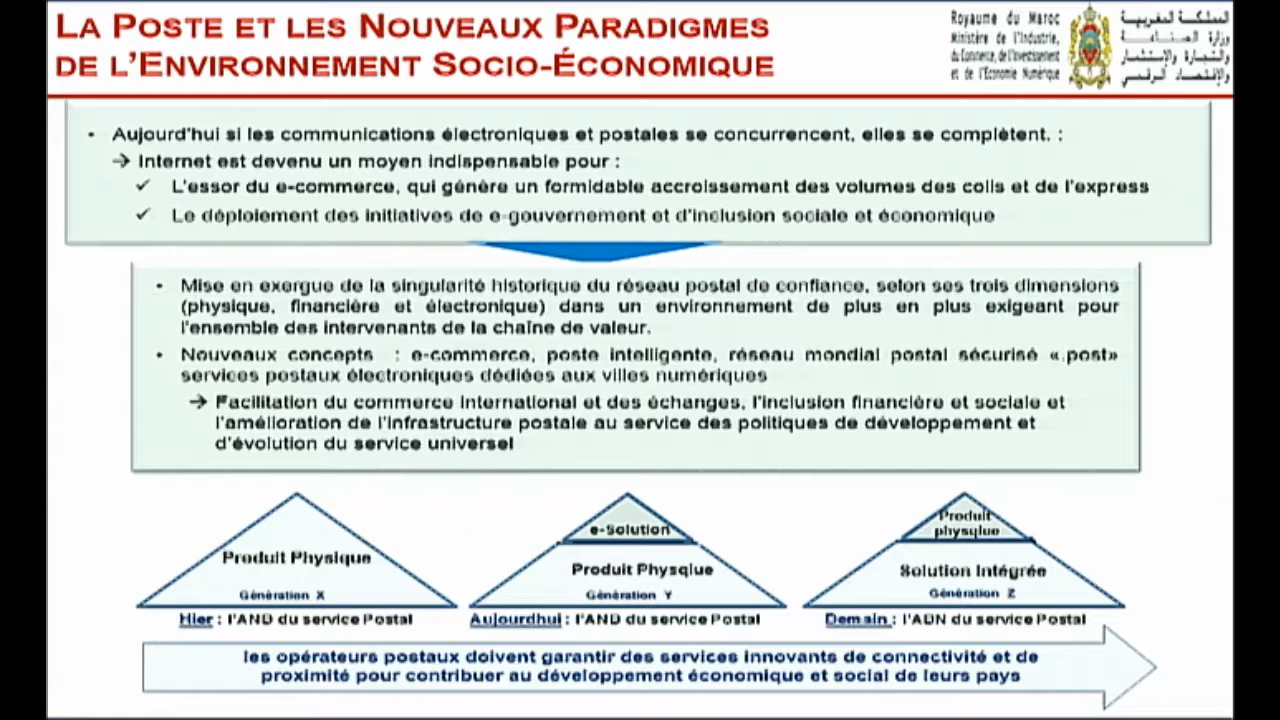 LA POSTE ET LES NOUVEAUX PARADIGMES
DE L'ENVIRONNEMENT SOCIO-ÉCONOMIQUE
Royaume du Maroc
Ministère de l'Industrie,
du Commerce, de l'Investissement
et de l'Economie Numérique
المملكة المغربية
وزارة الصناعة
والتجارة والاستثمار
والاقتصاد الرقمي
• Aujourd'hui si les communications électroniques et postales se concurrencent, elles se complètent. :
→ Internet est devenu un moyen indispensable pour :
✓ L'essor du e-commerce, qui génère un formidable accroissement des volumes des colis et de l'express
✓ Le déploiement des initiatives de e-gouvernement et d'inclusion sociale et économique
• Mise en exergue de la singularité historique du réseau postal de confiance, selon ses trois dimensions
(physique, financière et électronique) dans un environnement de plus en plus exigeant pour
l'ensemble des intervenants de la chaîne de valeur.
• Nouveaux concepts : e-commerce, poste intelligente, réseau mondial postal sécurisé «.post»
services postaux électroniques dédiées aux villes numériques
→ Facilitation du commerce international et des échanges, l'inclusion financière et sociale et
l'amélioration de l'infrastructure postale au service des politiques de développement et
d'évolution du service universel
Produit Physique
Génération X
Hier : l'AND du service Postal
e-Solution
Produit Physqiue
Génération Y
Aujourdhui : l'AND du service Postal
Produit
physqiue
Solution Intégrée
Génération Z
Demain : l'ADN du service Postal
les opérateurs postaux doivent garantir des services innovants de connectivité et de
proximité pour contribuer au développement économique et social de leurs pays